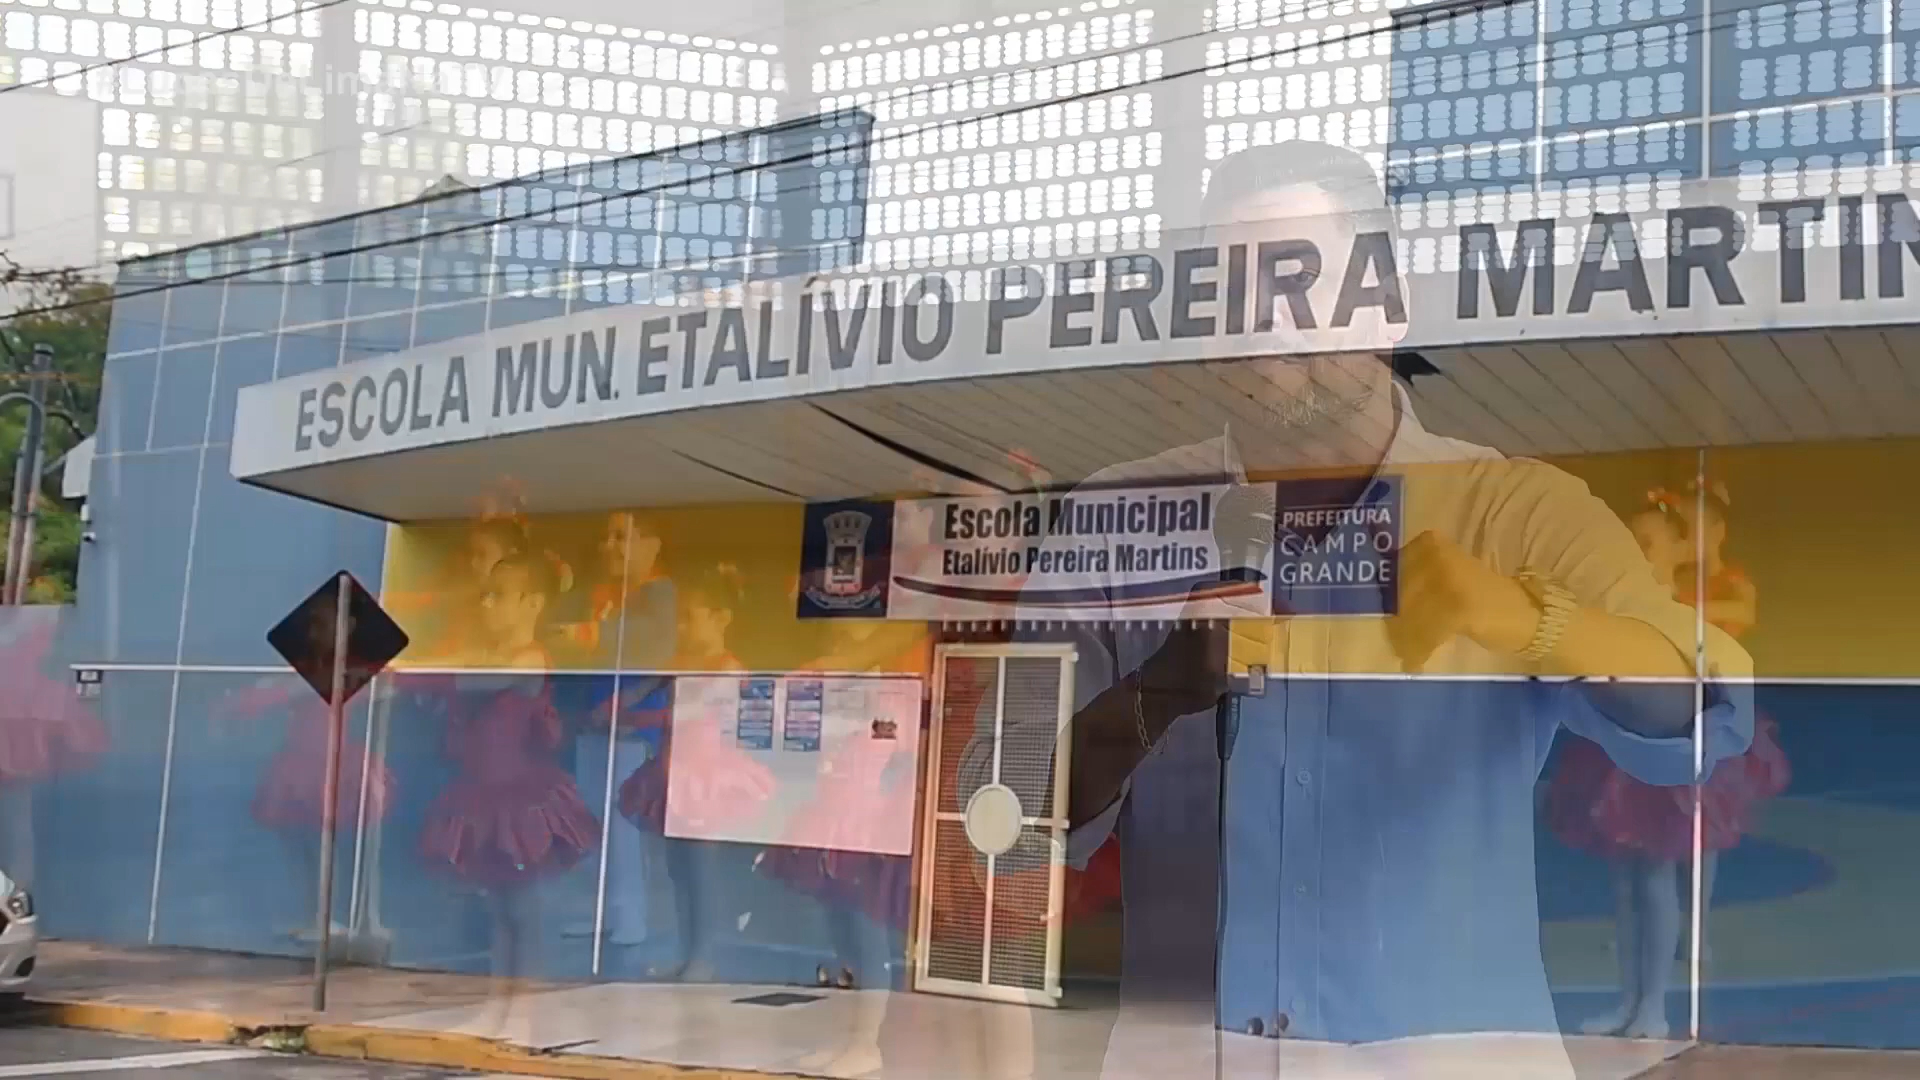 ESCOLA MUN. ETALÍVIO PEREIRA MARTIN
Escola Municipal
Etalívio Pereira Martins
PREFEITURA
CAMPO
GRANDE